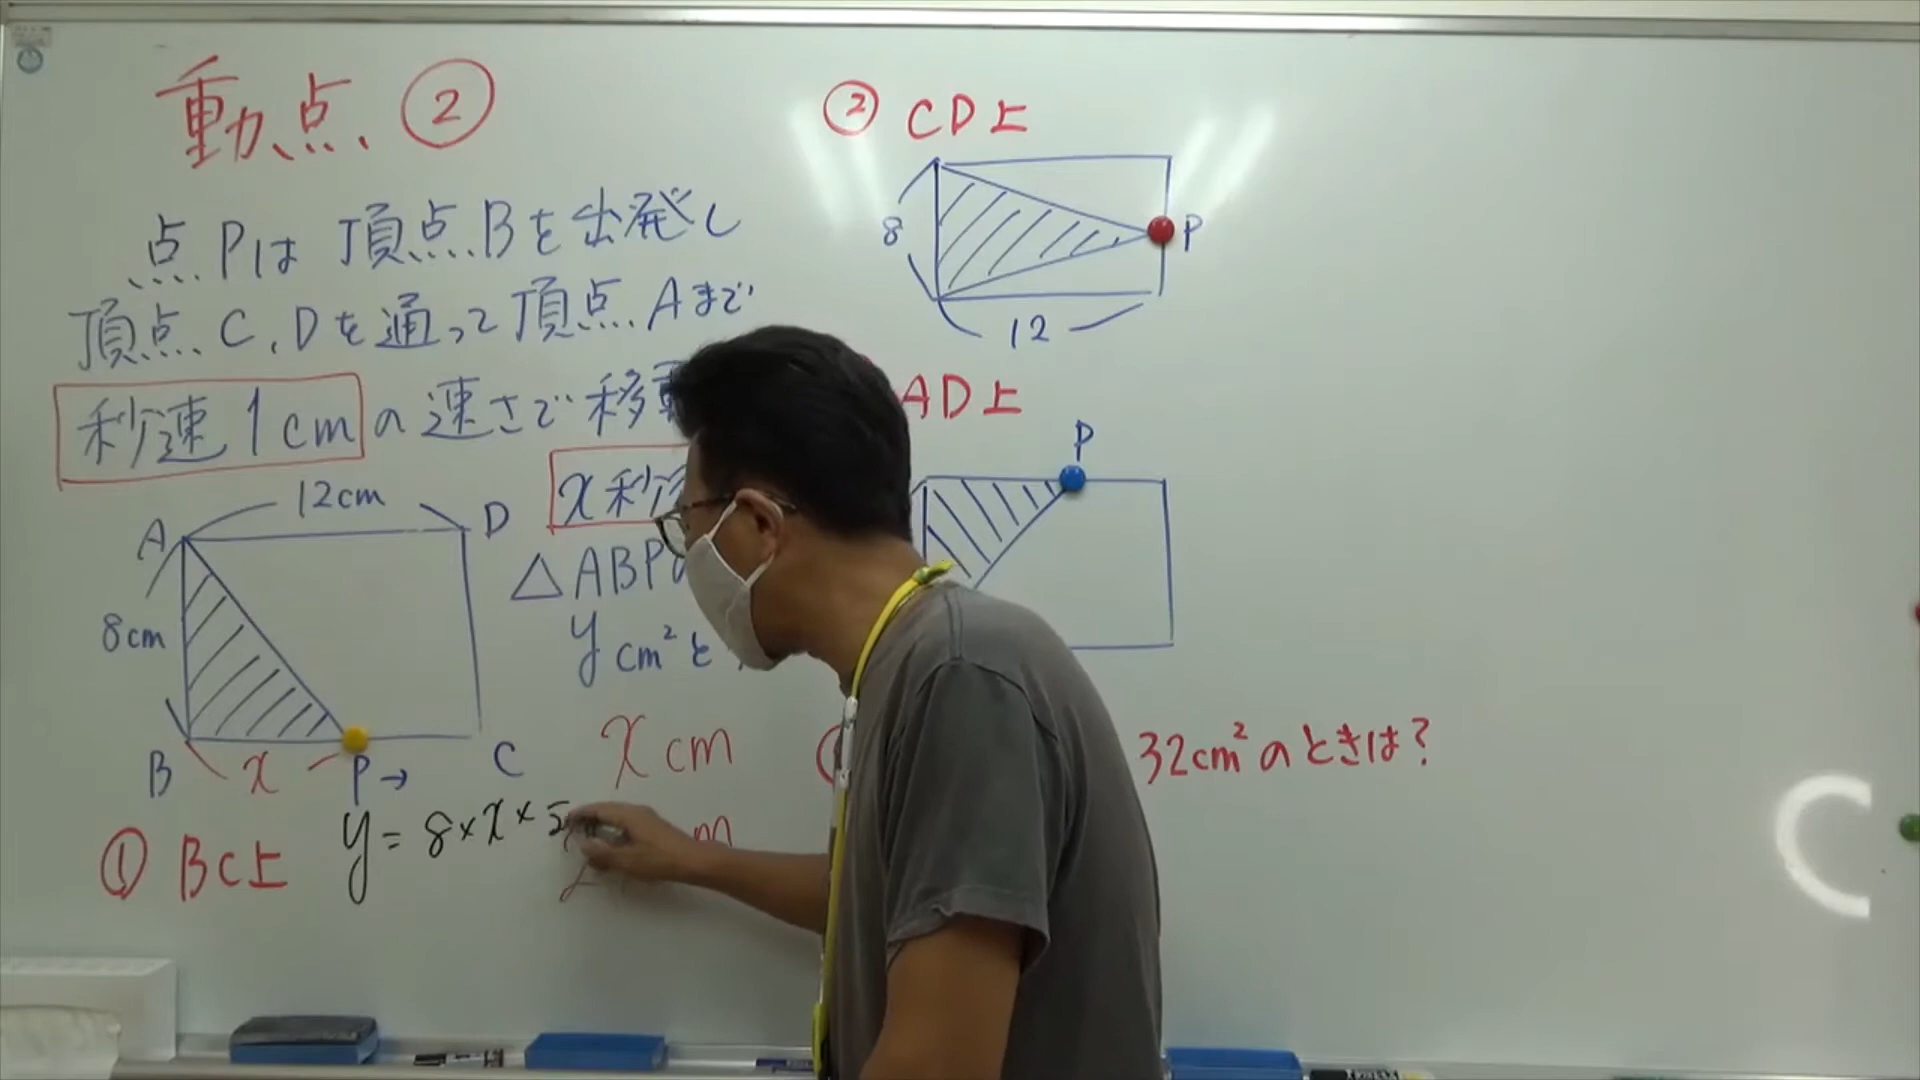 動点 ②
点Pは頂点Bを出発し
頂点C,Dを通って頂点Aまで
秒速1cmの速さで移動
x秒
△ABP
y cm²と
12cm
A
D
8cm
B
x
P→
C
x cm
① BC上
y = 8×x×
② CD上
8
P
12
AD上
P
32cm²のときは?